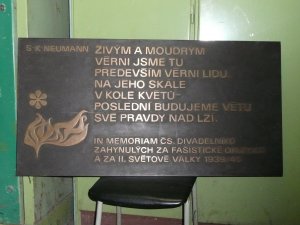 S. K. NEUMANN
ŽIVÝM A MOUDRÝM
VĚRNI JSME TU
PŘEDEVŠÍM VĚRNI LIDU.
NA JEHO SKÁLE
V KOLE KVĚTŮ—
POSLEDNÍ BUDUJEME VĚTU
SVÉ PRAVDY NAD LŽÍ.
IN MEMORIAM ČS. DIVADELNÍKŮ
ZAHYNULÝCH ZA FAŠISTICKÉ OKUPACE
A ZA II. SVĚTOVÉ VÁLKY 1939/45